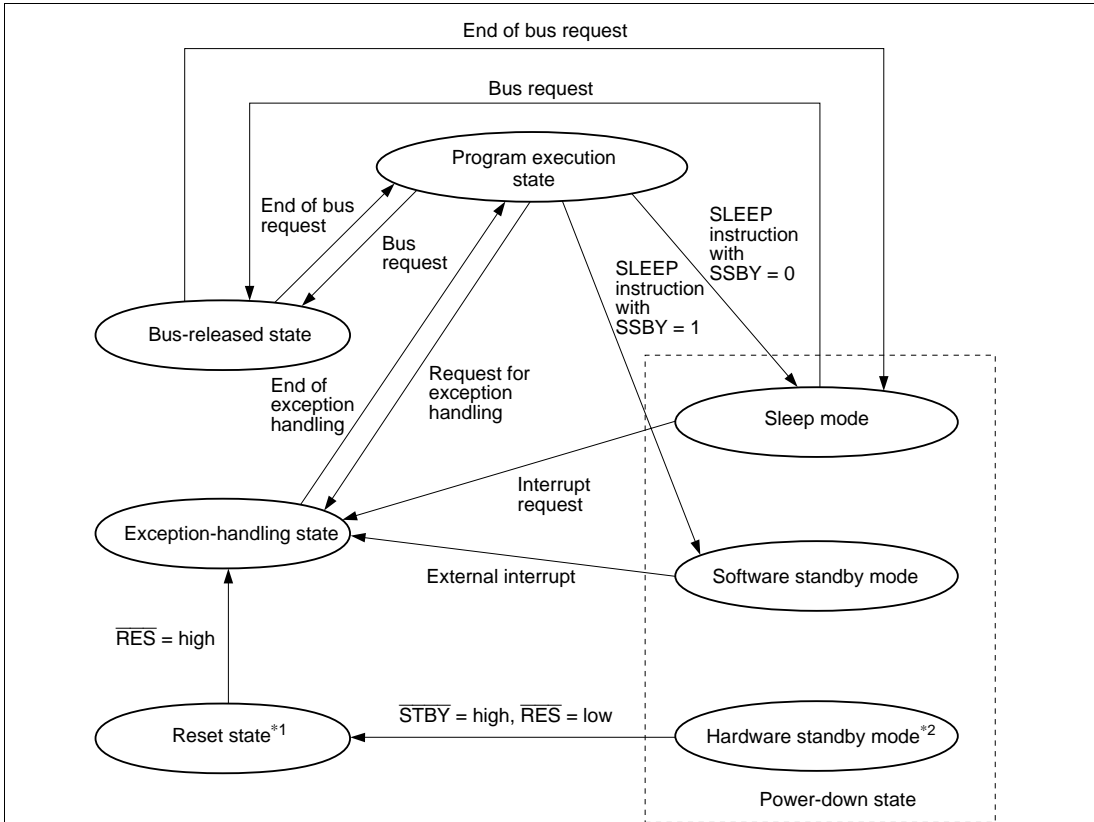 End of bus request
Bus request
Program execution
state
End of bus
request
Bus
request
SLEEP
instruction
with
SSBY = 0
SLEEP
instruction
with
SSBY = 1
Bus-released state
End of
exception
handling
Request for
exception
handling
Sleep mode
Interrupt
request
Exception-handling state
External interrupt
Software standby mode
R̅E̅S̅ = high
S̅T̅B̅Y̅ = high, R̅E̅S̅ = low
Reset state*1
Hardware standby mode*2
Power-down state